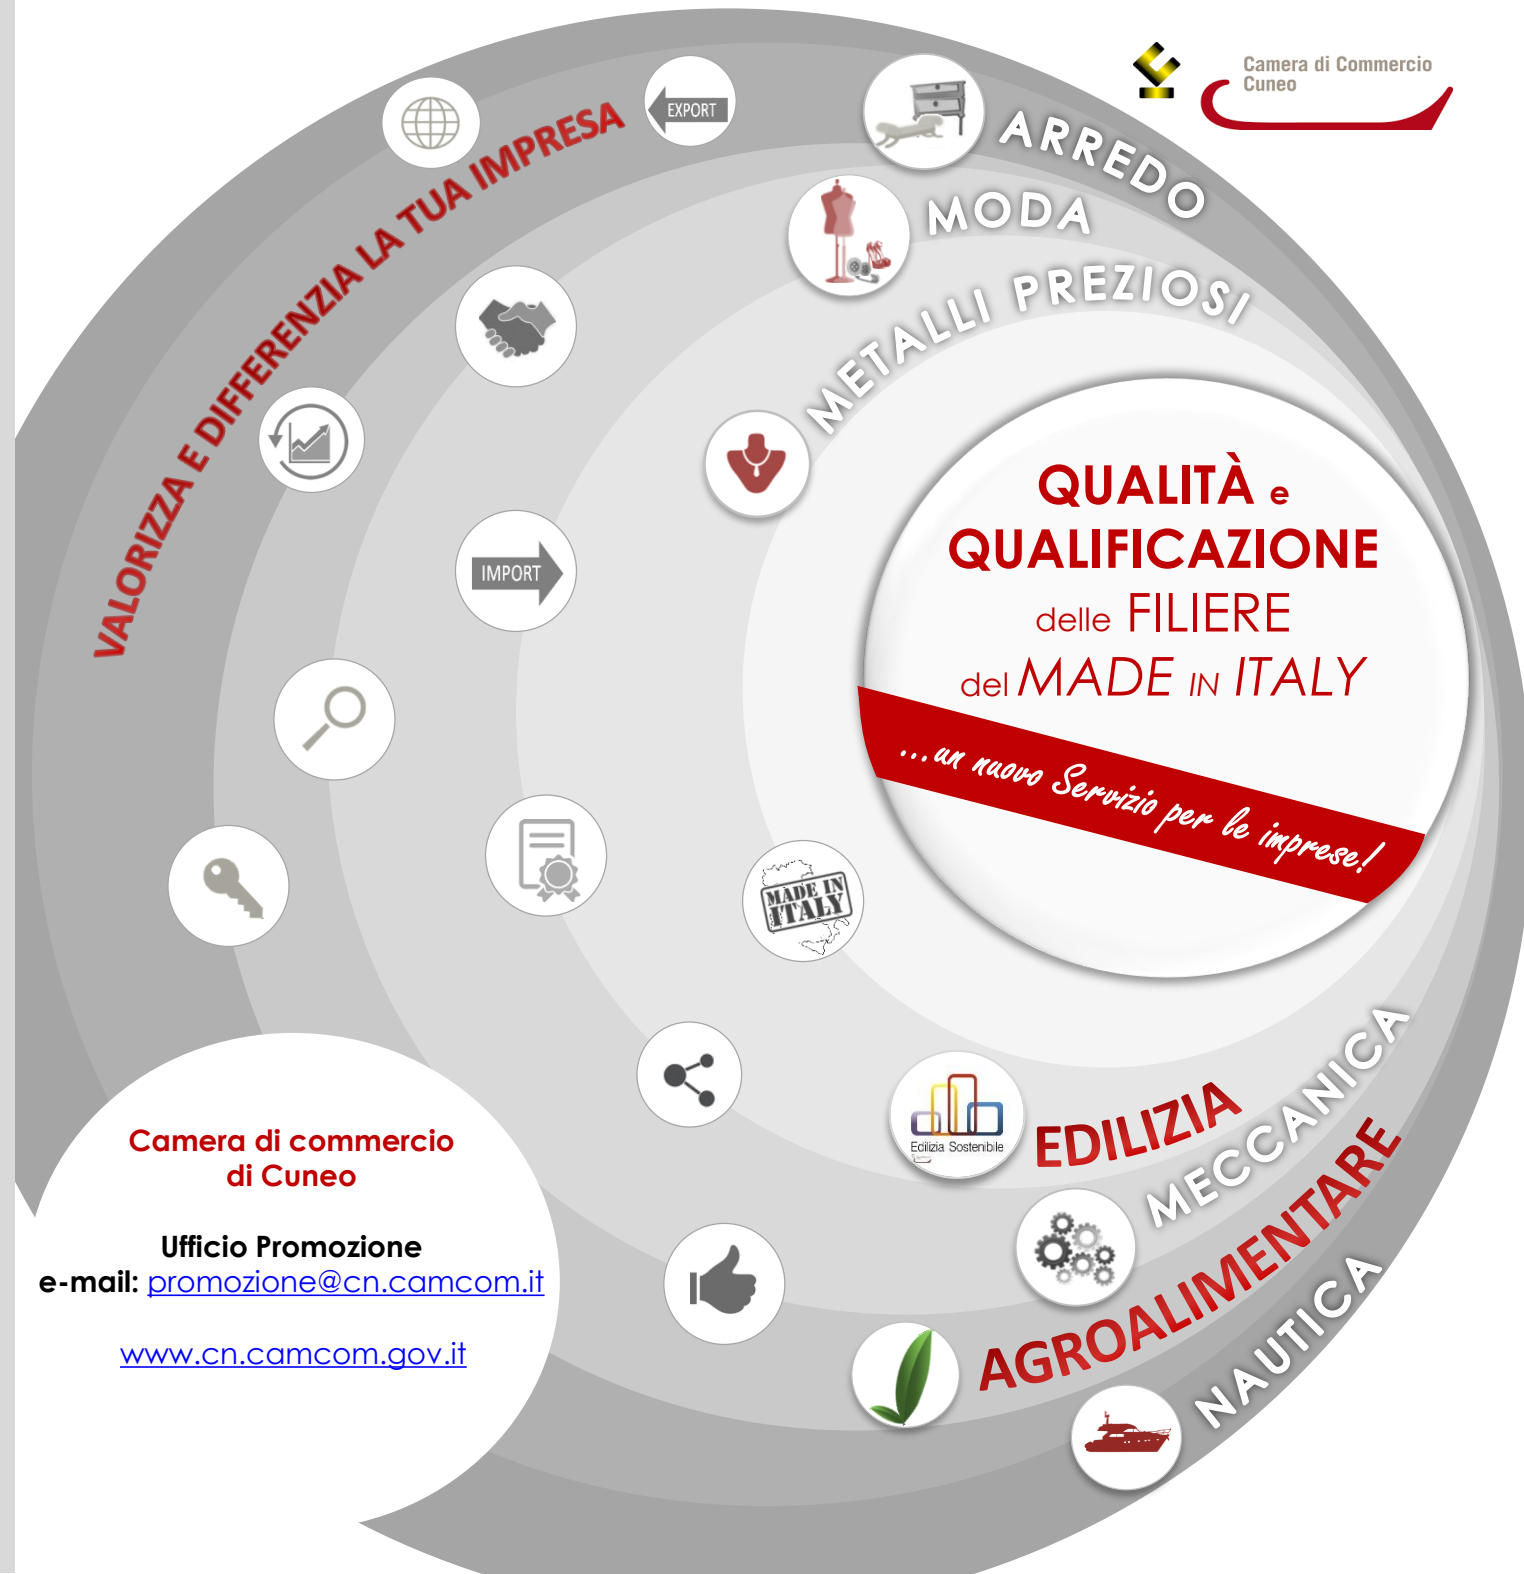 Camera di Commercio
Cuneo
VALORIZZA E DIFFERENZIA LA TUA IMPRESA
EXPORT
ARREDO
MODA
METALLI PREZIOSI
IMPORT
QUALITÀ e
QUALIFICAZIONE
delle FILIERE
del MADE IN ITALY
...un nuovo Servizio per le imprese!
MADE IN
ITALY
Edilizia Sostenibile
EDILIZIA
MECCANICA
AGROALIMENTARE
NAUTICA
Camera di commercio
di Cuneo
Ufficio Promozione
e-mail: promozione@cn.camcom.it
www.cn.camcom.gov.it